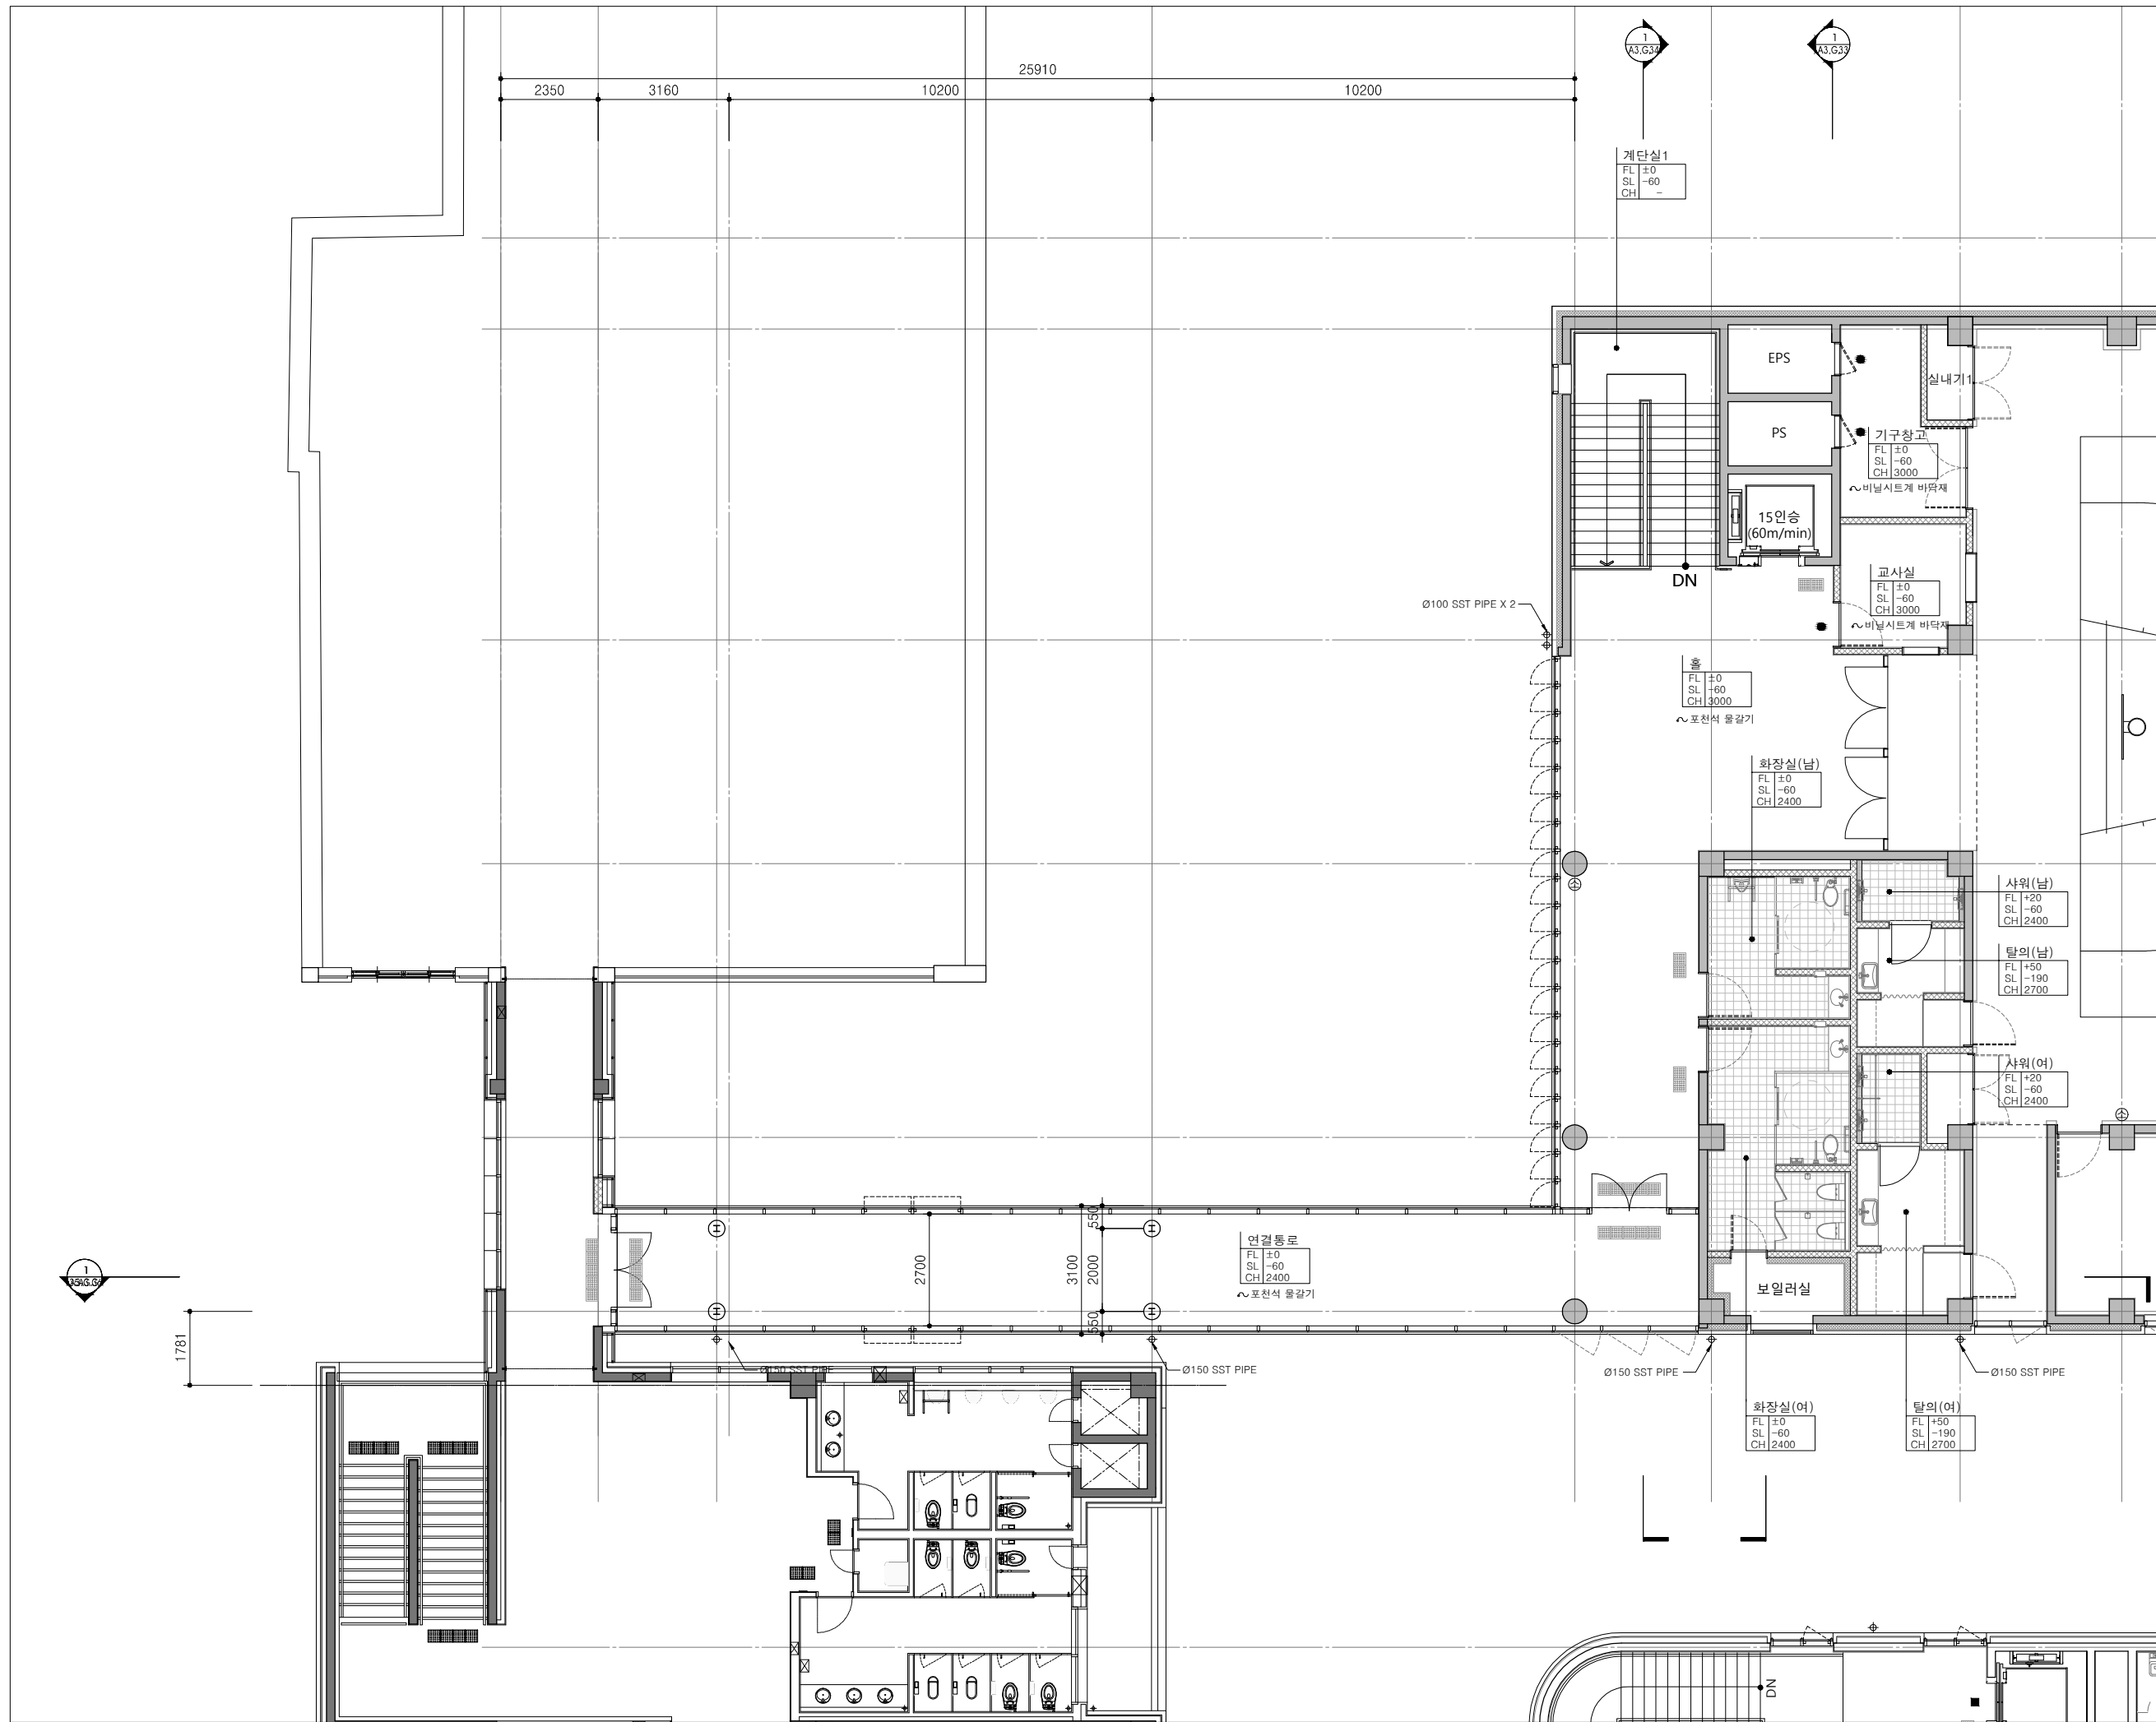 1
A3.G34
1
A3.G33
25910
2350
3160
10200
10200
계단실1
FL ±0
SL -60
CH -
EPS
실내기1
PS
기구창고
FL ±0
SL -60
CH 3000
비닐시트계 바닥재
15인승
(60m/min)
DN
교사실
FL ±0
SL -60
CH 3000
비닐시트계 바닥재
Ø100 SST PIPE X 2
홀
FL ±0
SL -60
CH 3000
포천석 물갈기
화장실(남)
FL ±0
SL -60
CH 2400
샤워(남)
FL +20
SL -60
CH 2400
소
탈의(남)
FL +50
SL -190
CH 2700
샤워(여)
FL +20
SL -60
CH 2400
소
550
H
H
연결통로
FL ±0
SL -60
CH 2400
포천석 물갈기
2700
3100
2000
1
보일러실
H
H
550
1781
Ø150 SST PIPE
Ø150 SST PIPE
Ø150 SST PIPE
Ø150 SST PIPE
화장실(여)
FL ±0
SL -60
CH 2400
탈의(여)
FL +50
SL -190
CH 2700
DN